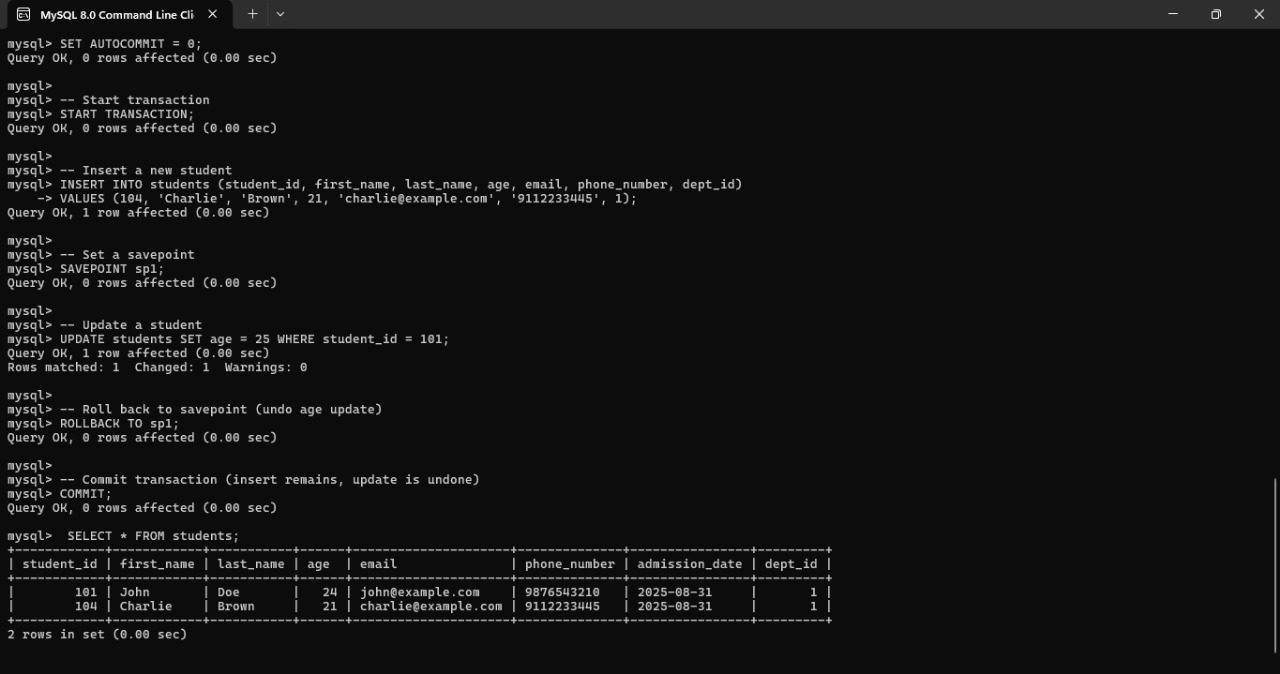 MySQL 8.0 Command Line Cli
mysql> SET AUTOCOMMIT = 0;
Query OK, 0 rows affected (0.00 sec)
mysql>
mysql> -- Start transaction
mysql> START TRANSACTION;
Query OK, 0 rows affected (0.00 sec)
mysql>
mysql> -- Insert a new student
mysql> INSERT INTO students (student_id, first_name, last_name, age, email, phone_number, dept_id)
    -> VALUES (104, 'Charlie', 'Brown', 21, 'charlie@example.com', '9112233445', 1);
Query OK, 1 row affected (0.00 sec)
mysql>
mysql> -- Set a savepoint
mysql> SAVEPOINT sp1;
Query OK, 0 rows affected (0.00 sec)
mysql>
mysql> -- Update a student
mysql> UPDATE students SET age = 25 WHERE student_id = 101;
Query OK, 1 row affected (0.00 sec)
Rows matched: 1  Changed: 1  Warnings: 0
mysql>
mysql> -- Roll back to savepoint (undo age update)
mysql> ROLLBACK TO sp1;
Query OK, 0 rows affected (0.00 sec)
mysql>
mysql> -- Commit transaction (insert remains, update is undone)
mysql> COMMIT;
Query OK, 0 rows affected (0.00 sec)
mysql>  SELECT * FROM students;
+------------+------------+-----------+------+---------------------+--------------+----------------+---------+
| student_id | first_name | last_name | age  | email               | phone_number | admission_date | dept_id |
+------------+------------+-----------+------+---------------------+--------------+----------------+---------+
|        101 | John       | Doe       |   24 | john@example.com    | 9876543210   | 2025-08-31     |       1 |
|        104 | Charlie    | Brown     |   21 | charlie@example.com | 9112233445   | 2025-08-31     |       1 |
+------------+------------+-----------+------+---------------------+--------------+----------------+---------+
2 rows in set (0.00 sec)